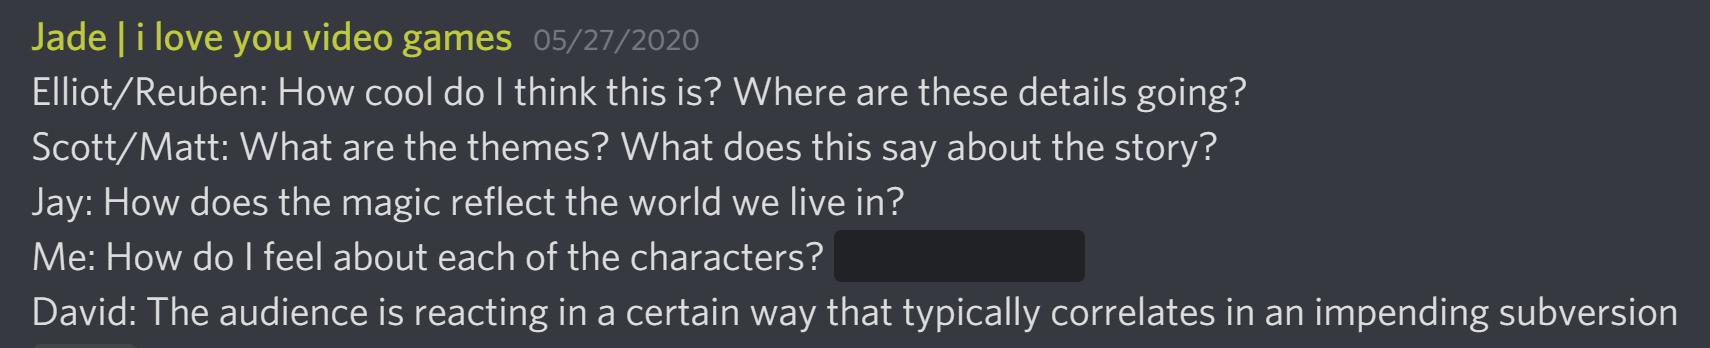 Jade | i love you video games 05/27/2020
Elliot/Reuben: How cool do I think this is? Where are these details going?
Scott/Matt: What are the themes? What does this say about the story?
Jay: How does the magic reflect the world we live in?
Me: How do I feel about each of the characters?
David: The audience is reacting in a certain way that typically correlates in an impending subversion